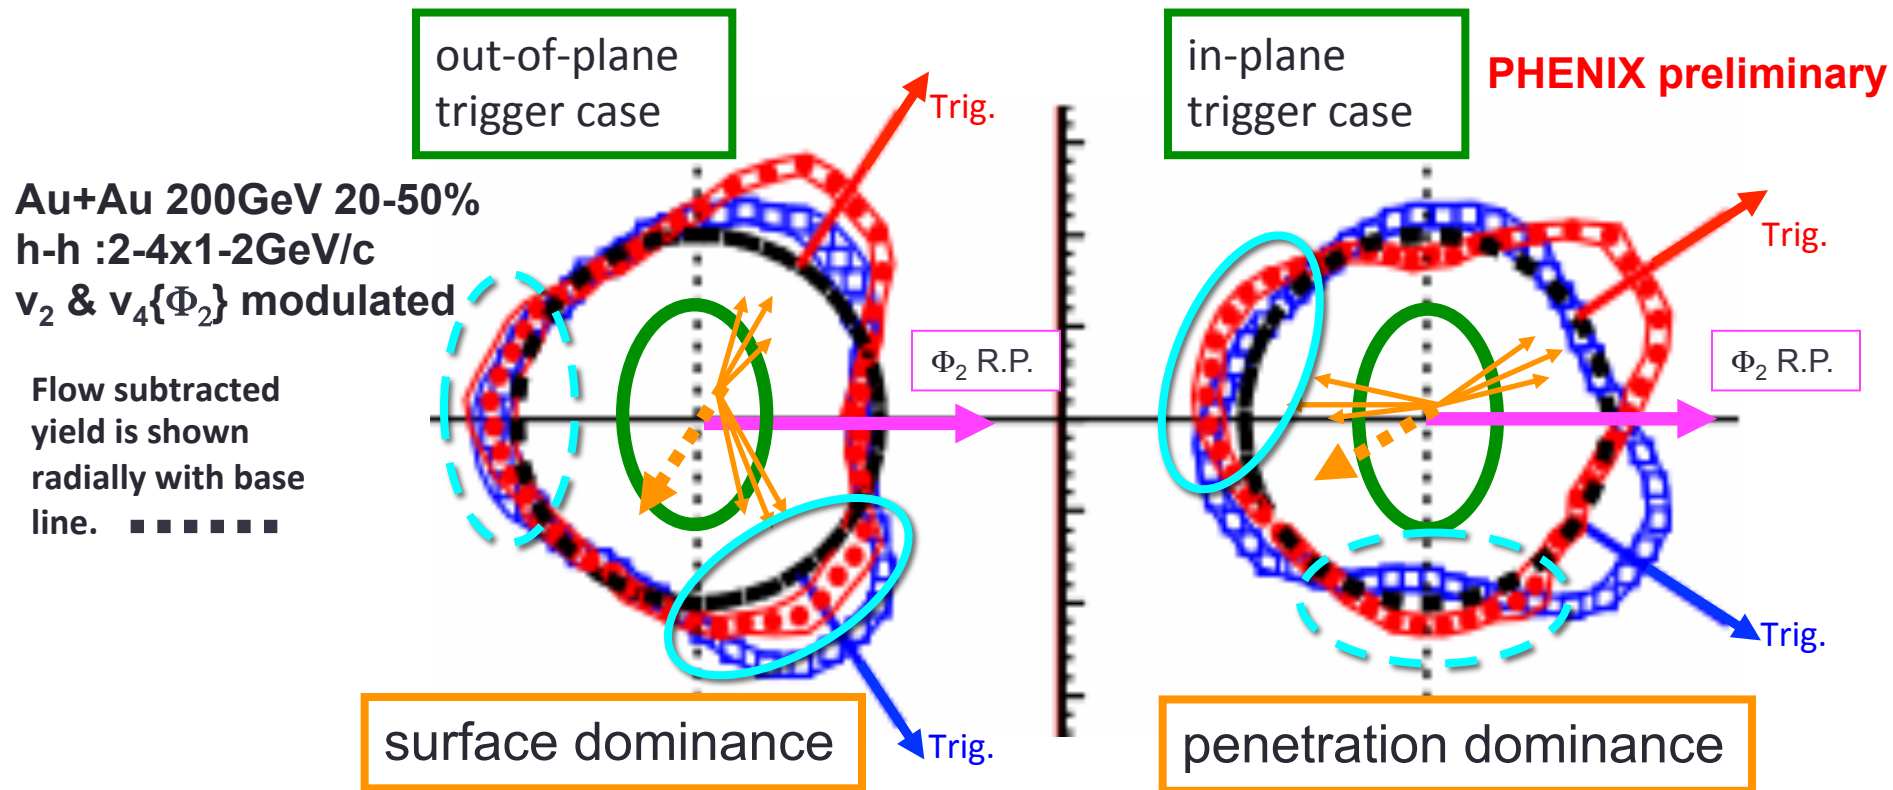 out-of-plane
trigger case
in-plane
trigger case
PHENIX preliminary
Trig.
Trig.
Au+Au 200GeV 20-50%
h-h :2-4x1-2GeV/c
v₂ & v₄{Φ₂} modulated
Flow subtracted
yield is shown
radially with base
line.
Φ₂ R.P.
Φ₂ R.P.
Trig.
Trig.
surface dominance
penetration dominance